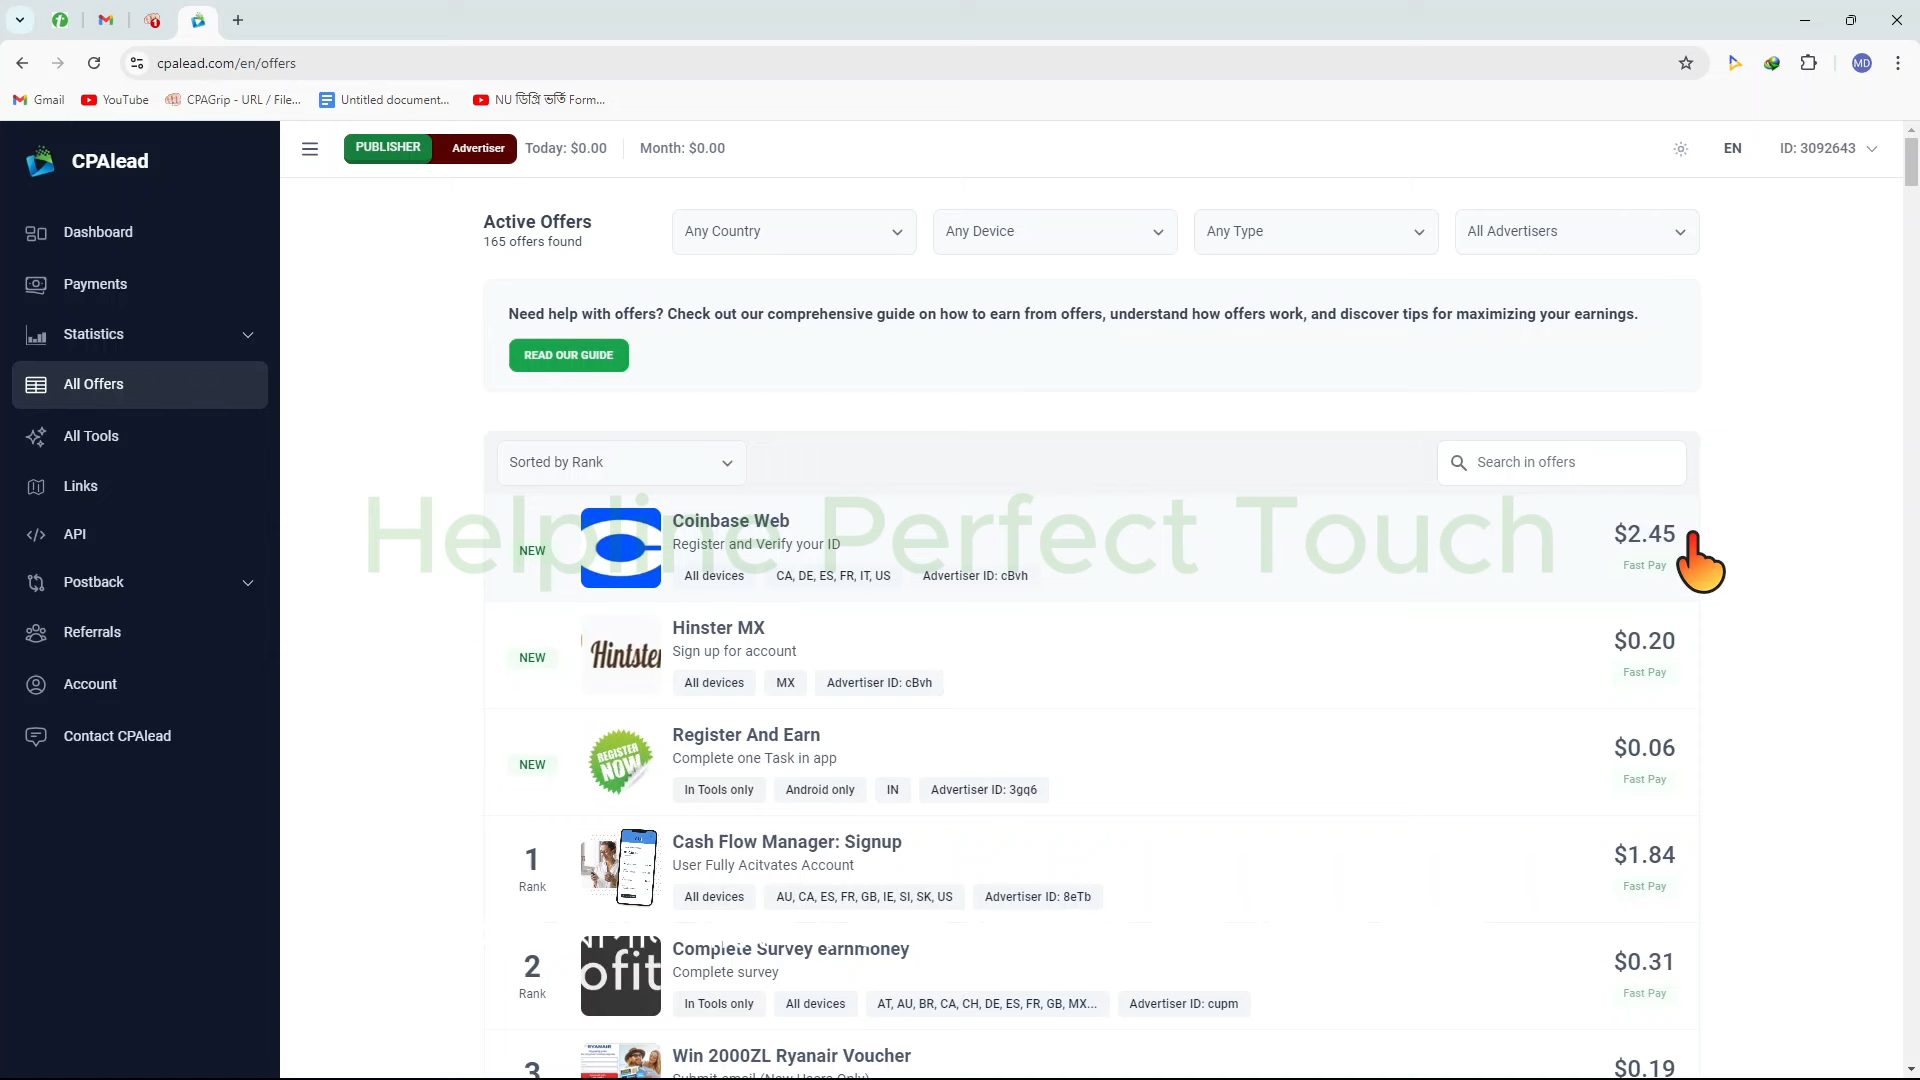 cpalead.com/en/offers
MD
Gmail
YouTube
CPAGrip - URL / File...
Untitled document...
NU ডিগ্রি ভর্তি Form...
CPAlead
PUBLISHER
Advertiser
Today: $0.00
Month: $0.00
EN
ID: 3092643
Dashboard
Payments
Statistics
All Offers
All Tools
Links
API
Postback
Referrals
Account
Contact CPAlead
Active Offers
165 offers found
Any Country
Any Device
Any Type
All Advertisers
Need help with offers? Check out our comprehensive guide on how to earn from offers, understand how offers work, and discover tips for maximizing your earnings.
READ OUR GUIDE
Sorted by Rank
Search in offers
Helpline Perfect Touch
NEW
Coinbase Web
Register and Verify your ID
All devices
CA, DE, ES, FR, IT, US
Advertiser ID: cBvh
$2.45
Fast Pay
NEW
Hintster
Hinster MX
Sign up for account
All devices
MX
Advertiser ID: cBvh
$0.20
Fast Pay
NEW
REGISTER
NOW
Register And Earn
Complete one Task in app
In Tools only
Android only
IN
Advertiser ID: 3gq6
$0.06
Fast Pay
1
Rank
Cash Flow Manager: Signup
User Fully Acitvates Account
All devices
AU, CA, ES, FR, GB, IE, SI, SK, US
Advertiser ID: 8eTb
$1.84
Fast Pay
2
Rank
ofit
Complete Survey earnmoney
Complete survey
In Tools only
All devices
AT, AU, BR, CA, CH, DE, ES, FR, GB, MX...
Advertiser ID: cupm
$0.31
Fast Pay
3
RYANAIR
Win 2000ZL Ryanair Voucher
Submit email (New Users Only)
$0.19